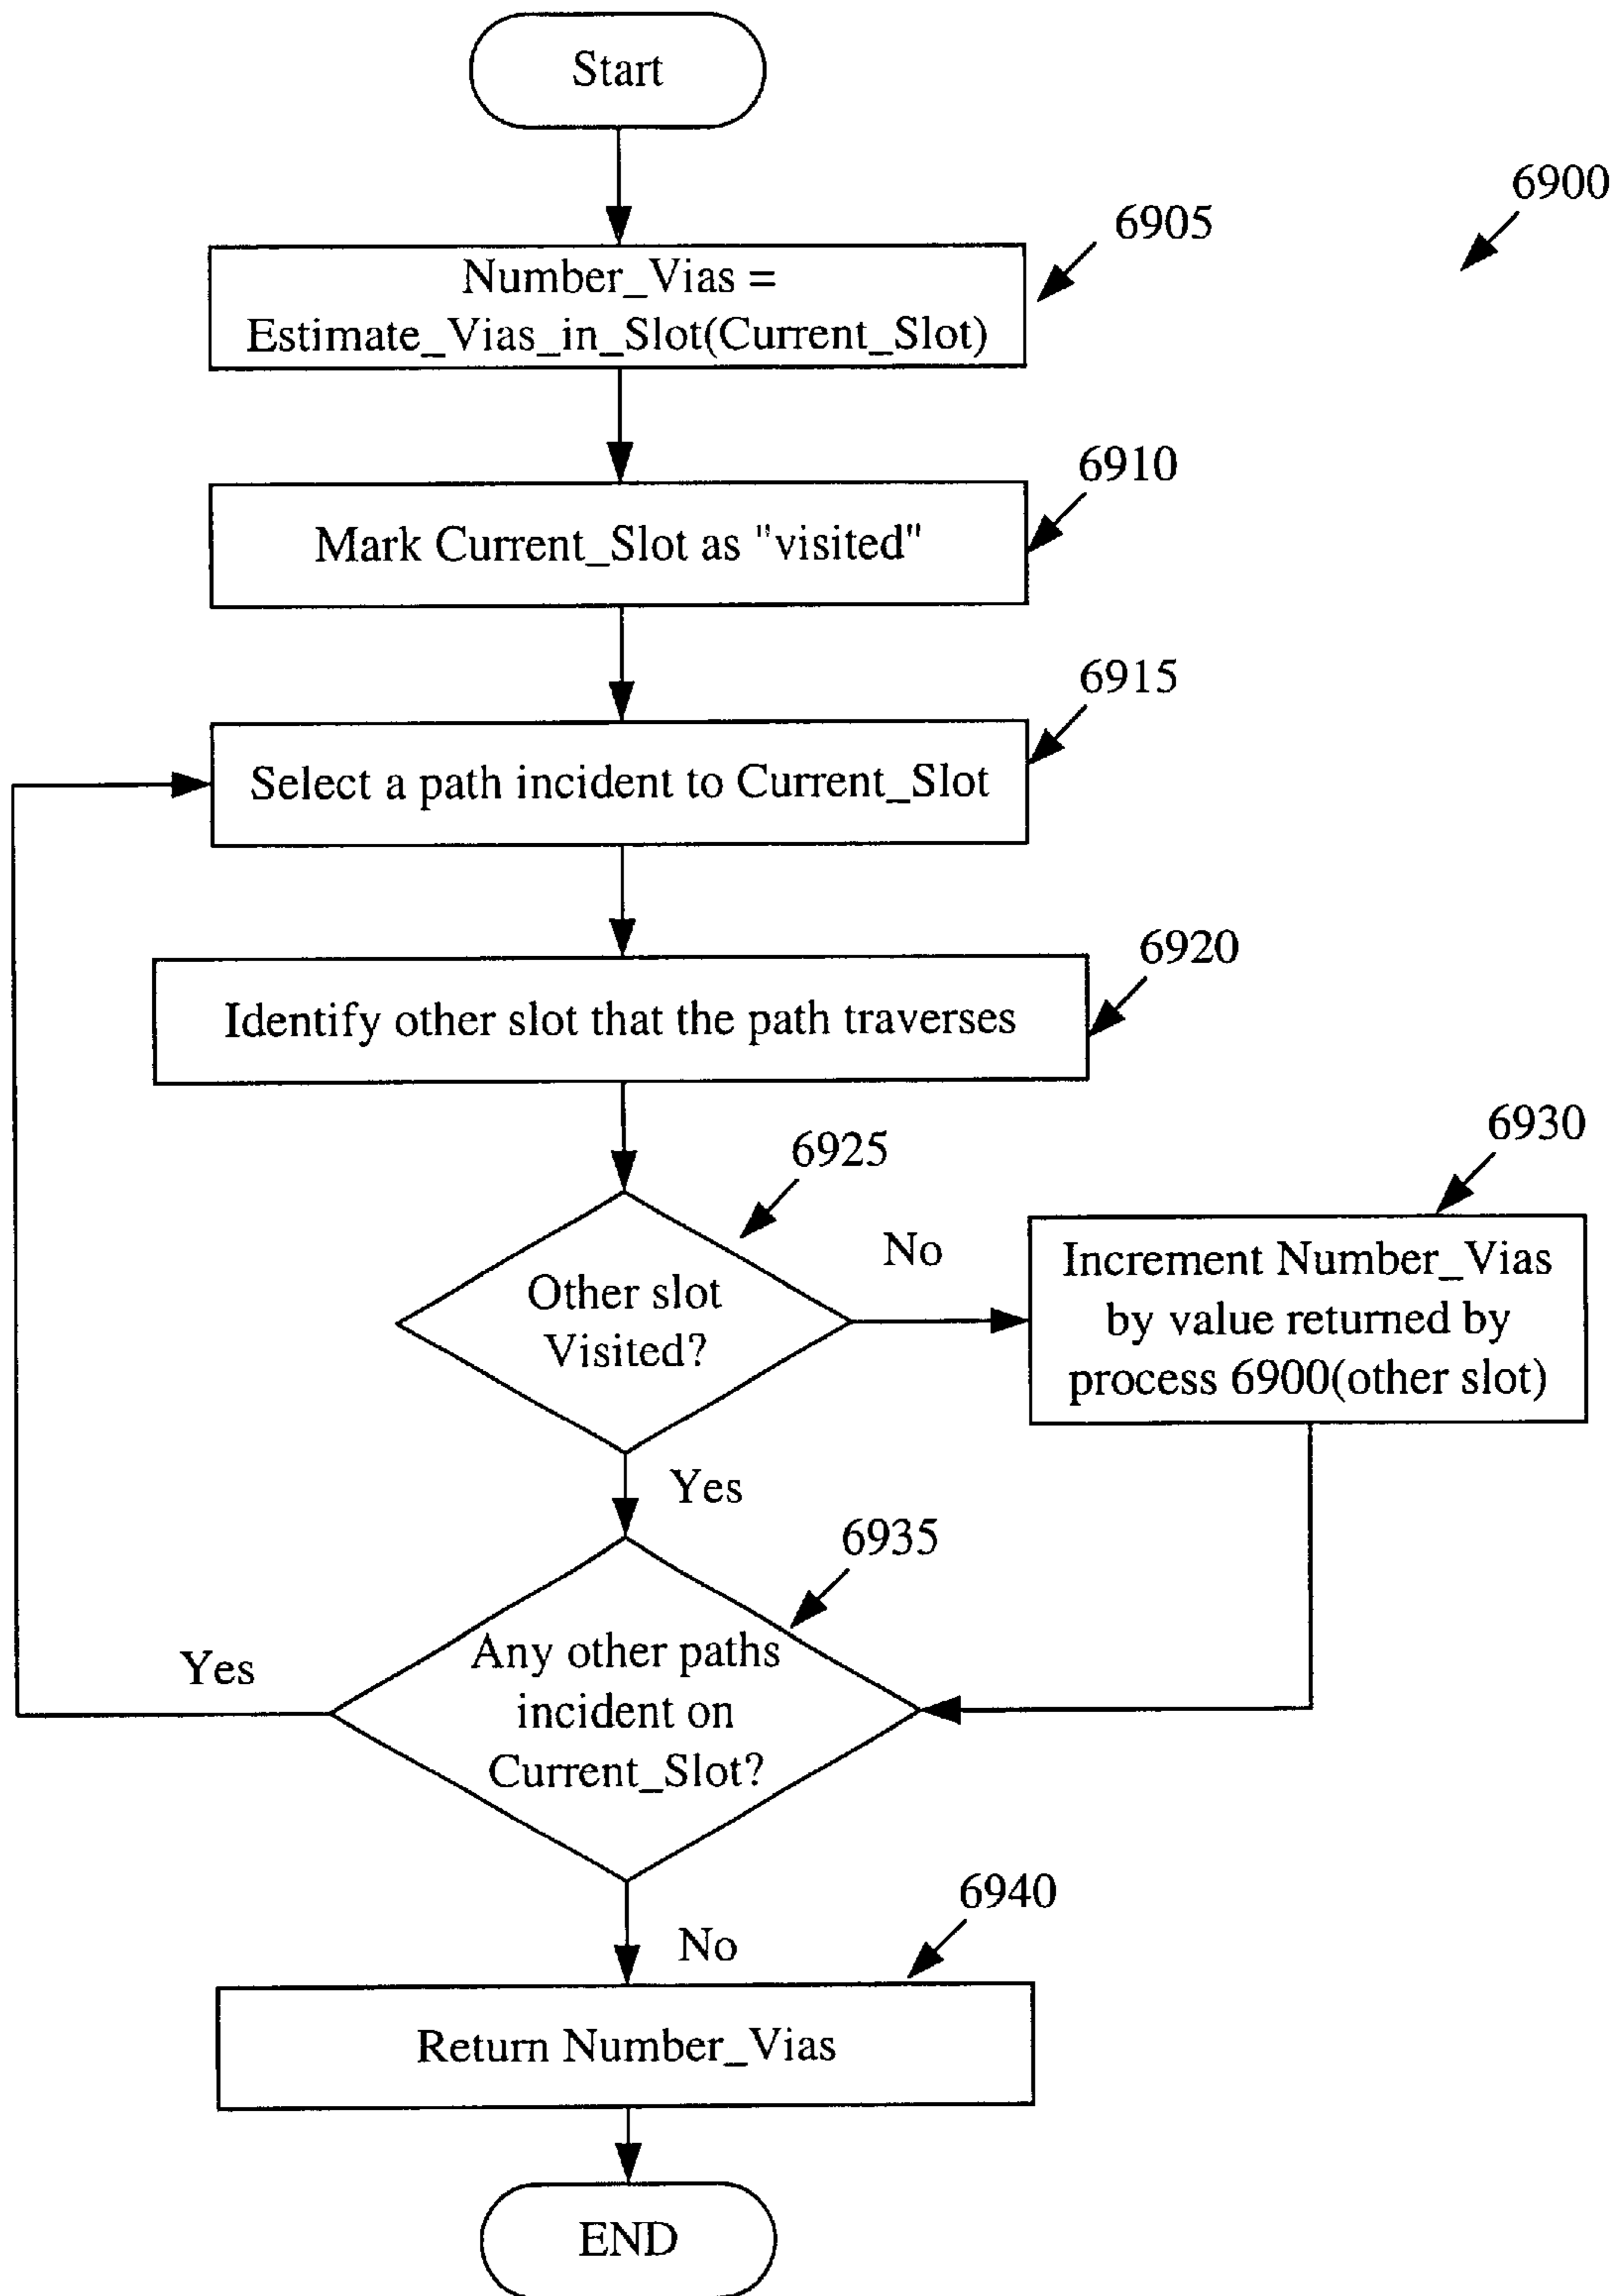 Start
6900
6905
Number_Vias =
Estimate_Vias_in_Slot(Current_Slot)
6910
Mark Current_Slot as "visited"
6915
Select a path incident to Current_Slot
6920
Identify other slot that the path traverses
6925
6930
Other slot
Visited?
No
Increment Number_Vias
by value returned by
process 6900(other slot)
Yes
6935
Any other paths
incident on
Current_Slot?
Yes
6940
No
Return Number_Vias
END